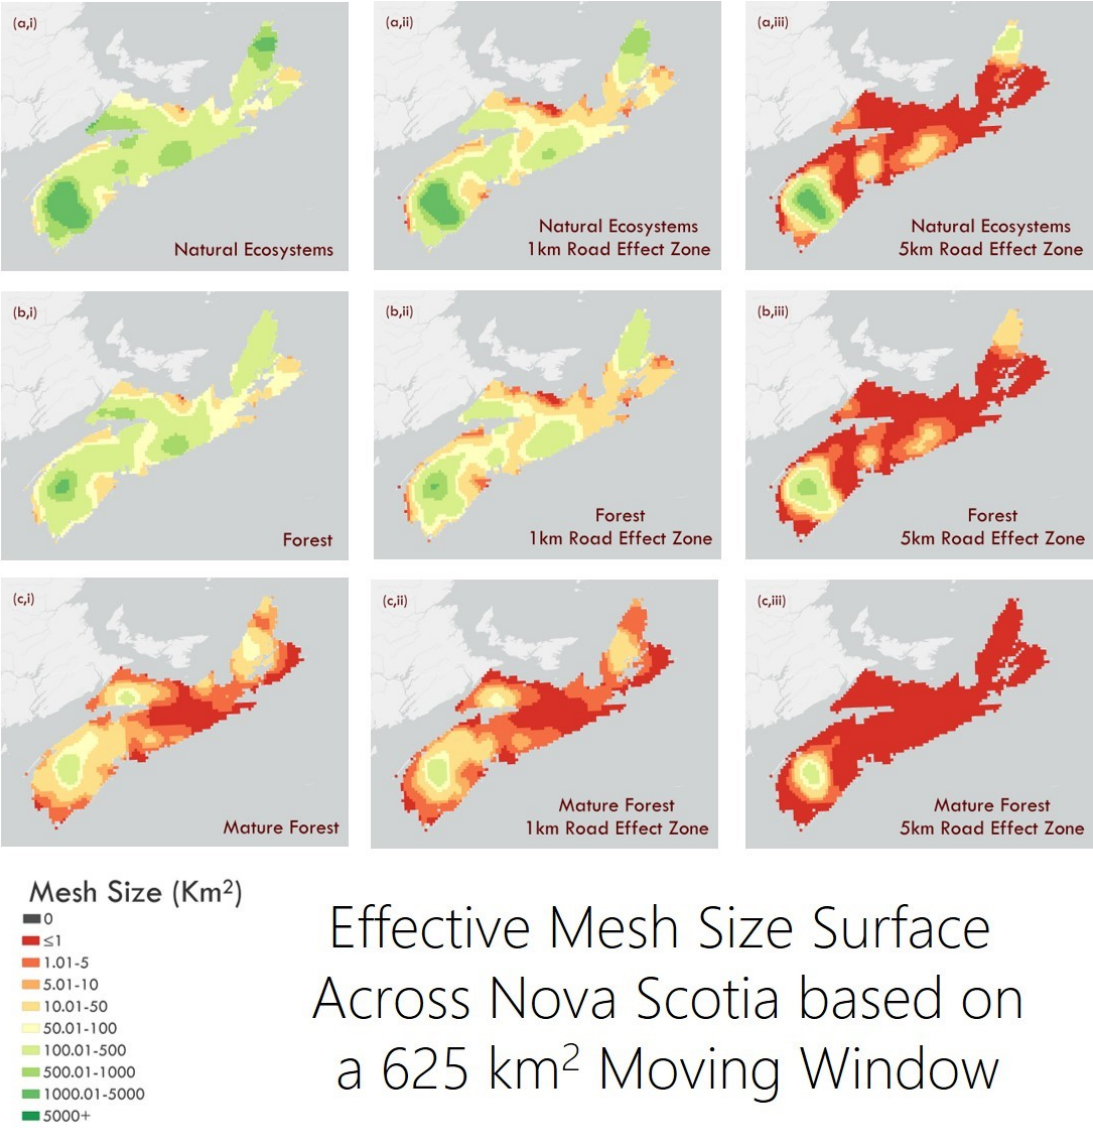 (a,i)
Natural Ecosystems
(a,ii)
Natural Ecosystems
1km Road Effect Zone
(a,iii)
Natural Ecosystems
5km Road Effect Zone
(b,i)
Forest
(b,ii)
Forest
1km Road Effect Zone
(b,iii)
Forest
5km Road Effect Zone
(c,i)
Mature Forest
(c,ii)
Mature Forest
1km Road Effect Zone
(c,iii)
Mature Forest
5km Road Effect Zone
Mesh Size (Km²)
0
≤1
1.01-5
5.01-10
10.01-50
50.01-100
100.01-500
500.01-1000
1000.01-5000
5000+
Effective Mesh Size Surface
Across Nova Scotia based on
a 625 km² Moving Window